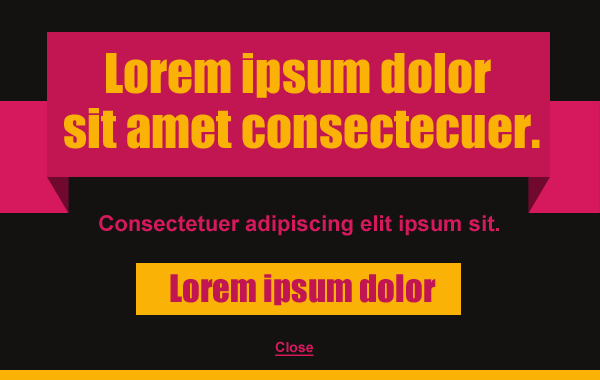 Lorem ipsum dolor
sit amet consectecuer.
Consectetuer adipiscing elit ipsum sit.
Lorem ipsum dolor
Close